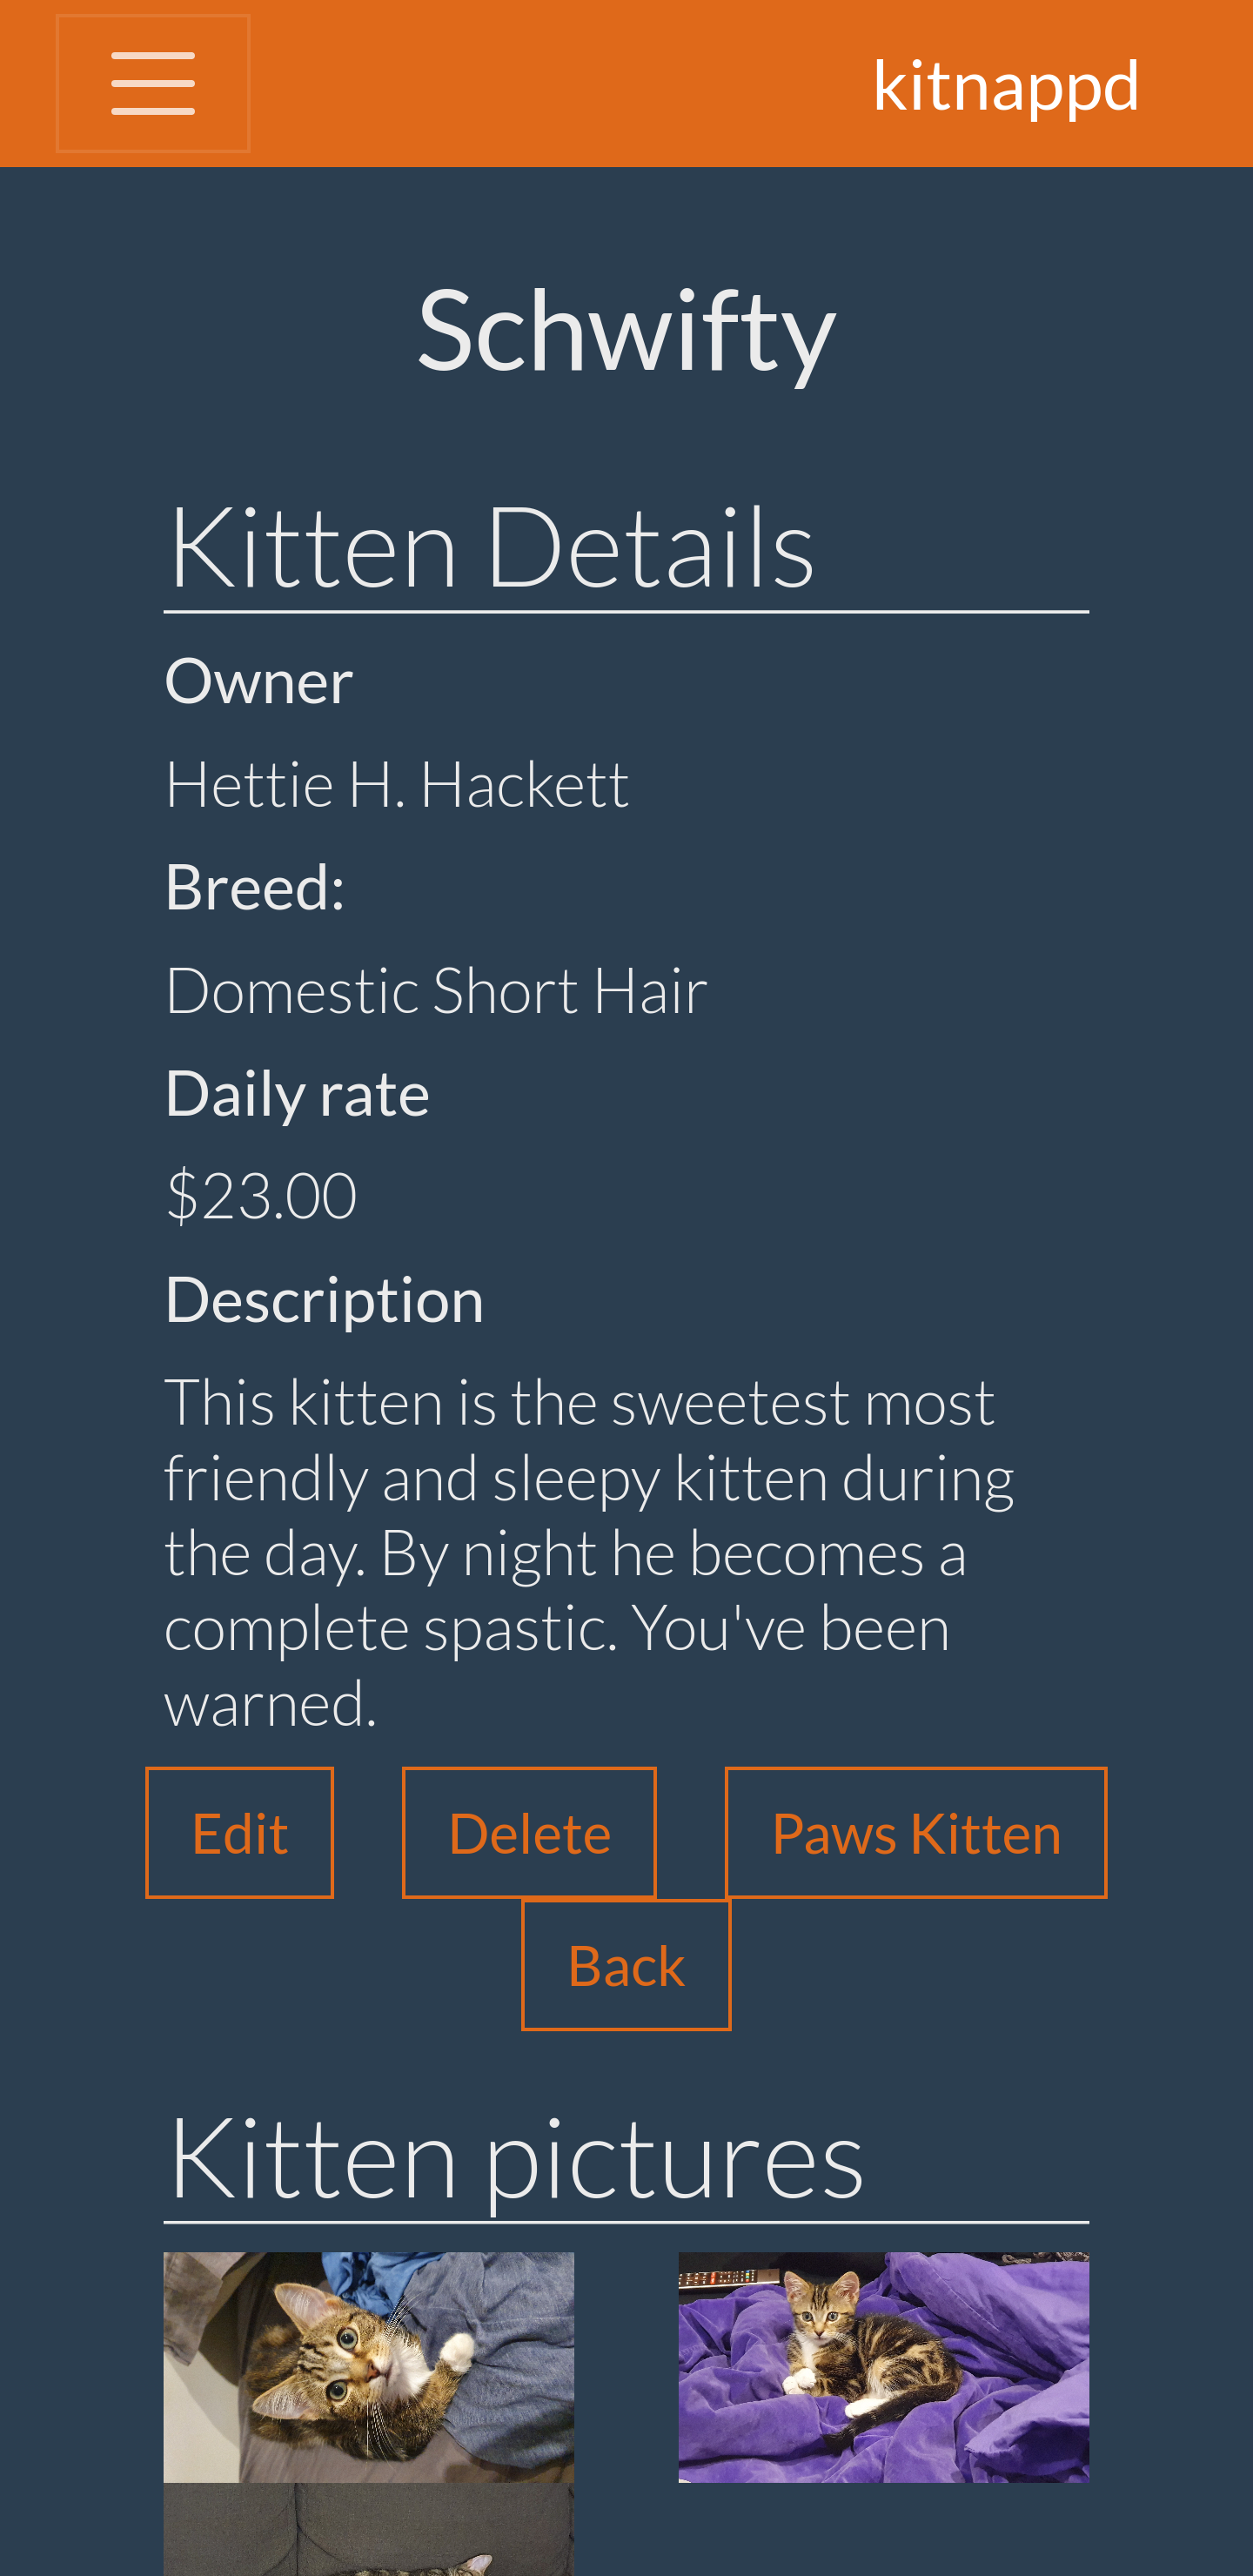 kitnappd
Schwifty
Kitten Details
Owner
Hettie H. Hackett
Breed:
Domestic Short Hair
Daily rate
$23.00
Description
This kitten is the sweetest most
friendly and sleepy kitten during
the day. By night he becomes a
complete spastic. You've been
warned.
Edit Delete Paws Kitten
Back
Kitten pictures